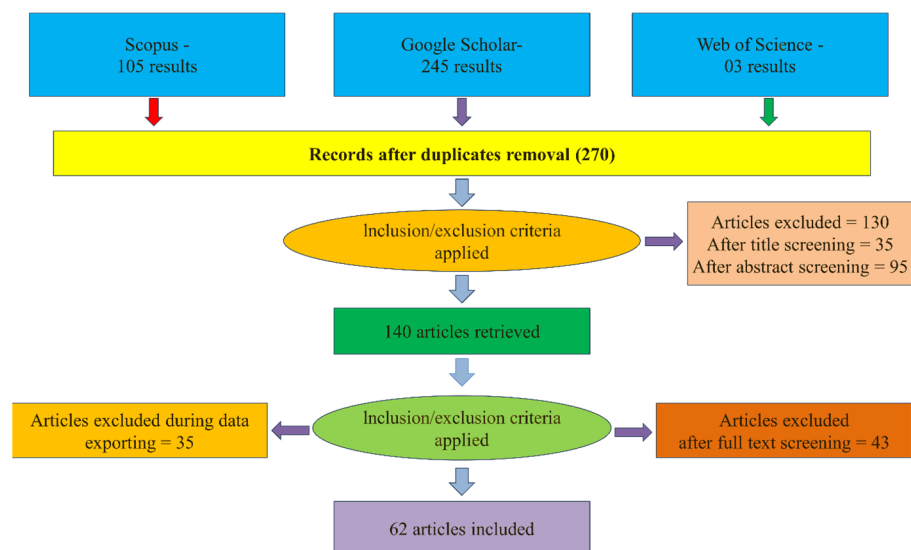 Scopus -
105 results
Google Scholar-
245 results
Web of Science -
03 results
Records after duplicates removal (270)
Inclusion/exclusion criteria
applied
Articles excluded = 130
After title screening = 35
After abstract screening = 95
140 articles retrieved
Articles excluded during data
exporting = 35
Inclusion/exclusion criteria
applied
Articles excluded
after full text screening = 43
62 articles included